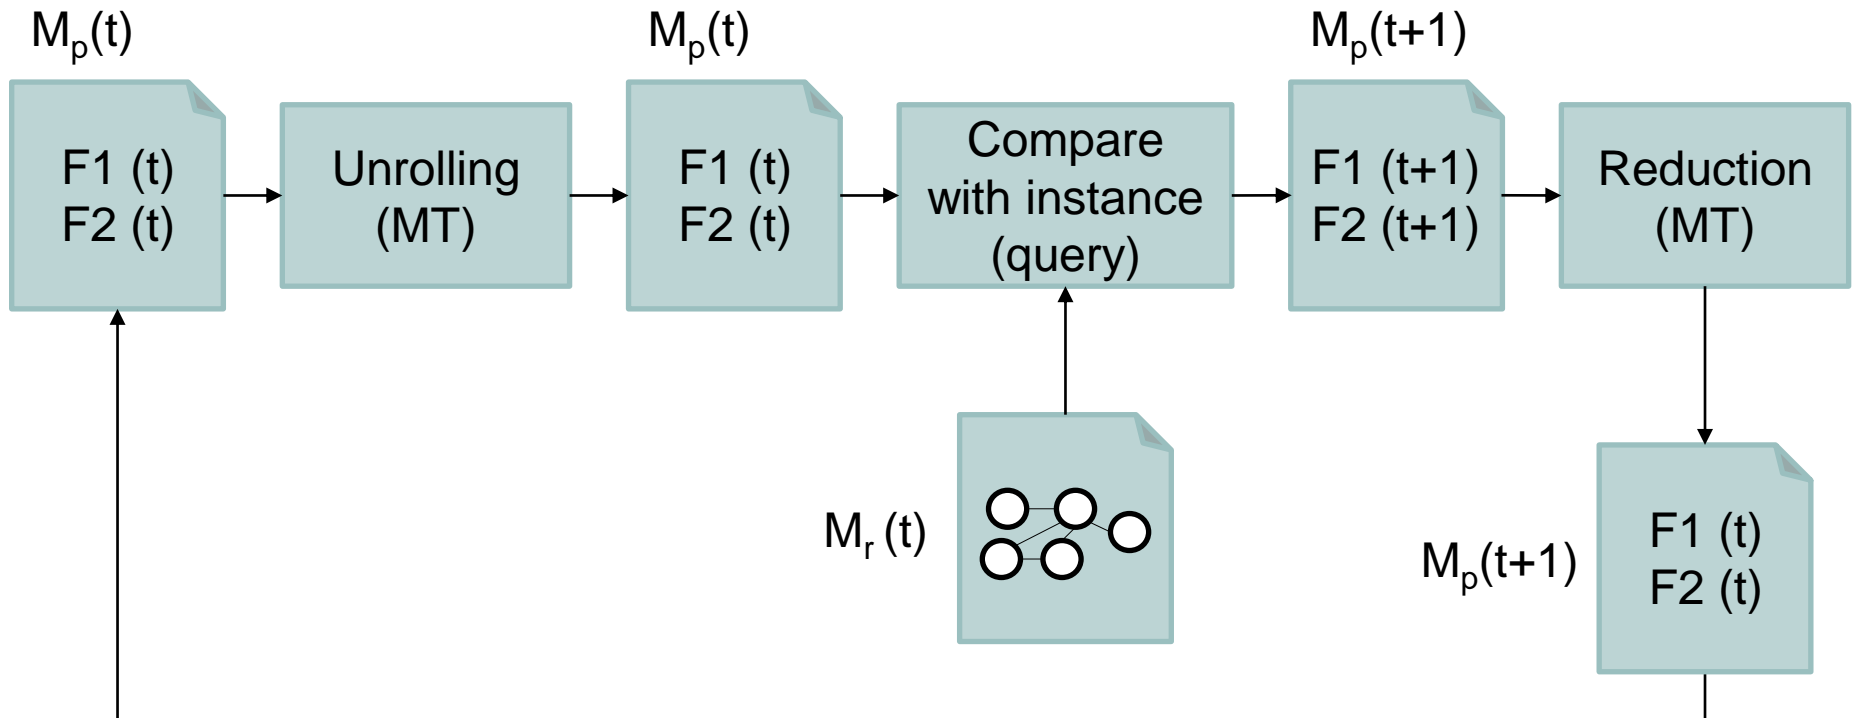 Mp(t)
Mp(t)
Mp(t+1)
F1 (t)
F2 (t)
Unrolling
(MT)
F1 (t)
F2 (t)
Compare
with instance
(query)
F1 (t+1)
F2 (t+1)
Reduction
(MT)
Mr (t)
Mp(t+1)
F1 (t)
F2 (t)